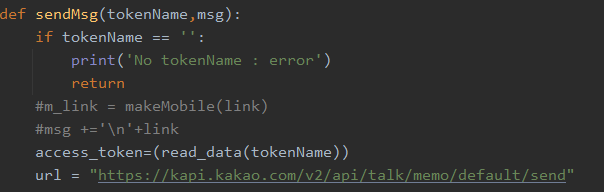 def sendMsg(tokenName,msg):
    if tokenName == '':
        print('No tokenName : error')
        return
    #m_link = makeMobile(link)
    #msg +='\n'+link
    access_token=(read_data(tokenName))
    url = "https://kapi.kakao.com/v2/api/talk/memo/default/send"